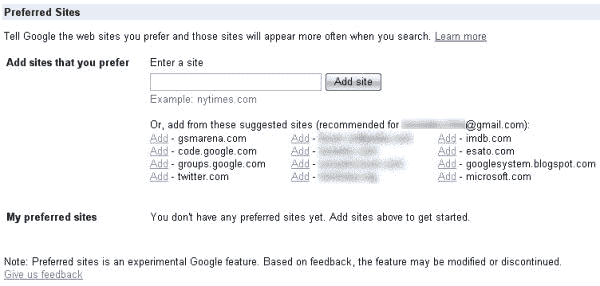 Preferred Sites
Tell Google the web sites you prefer and those sites will appear more often when you search. Learn more
Add sites that you prefer
Enter a site
Add site
Example: nytimes.com
Or, add from these suggested sites (recommended for @gmail.com):
Add - gsmarena.com Add - Add - imdb.com
Add - code.google.com Add - Add - esato.com
Add - groups.google.com Add - Add - googlesystem.blogspot.com
Add - twitter.com Add - Add - microsoft.com
My preferred sites You don't have any preferred sites yet. Add sites above to get started.
Note: Preferred sites is an experimental Google feature. Based on feedback, the feature may be modified or discontinued.
Give us feedback